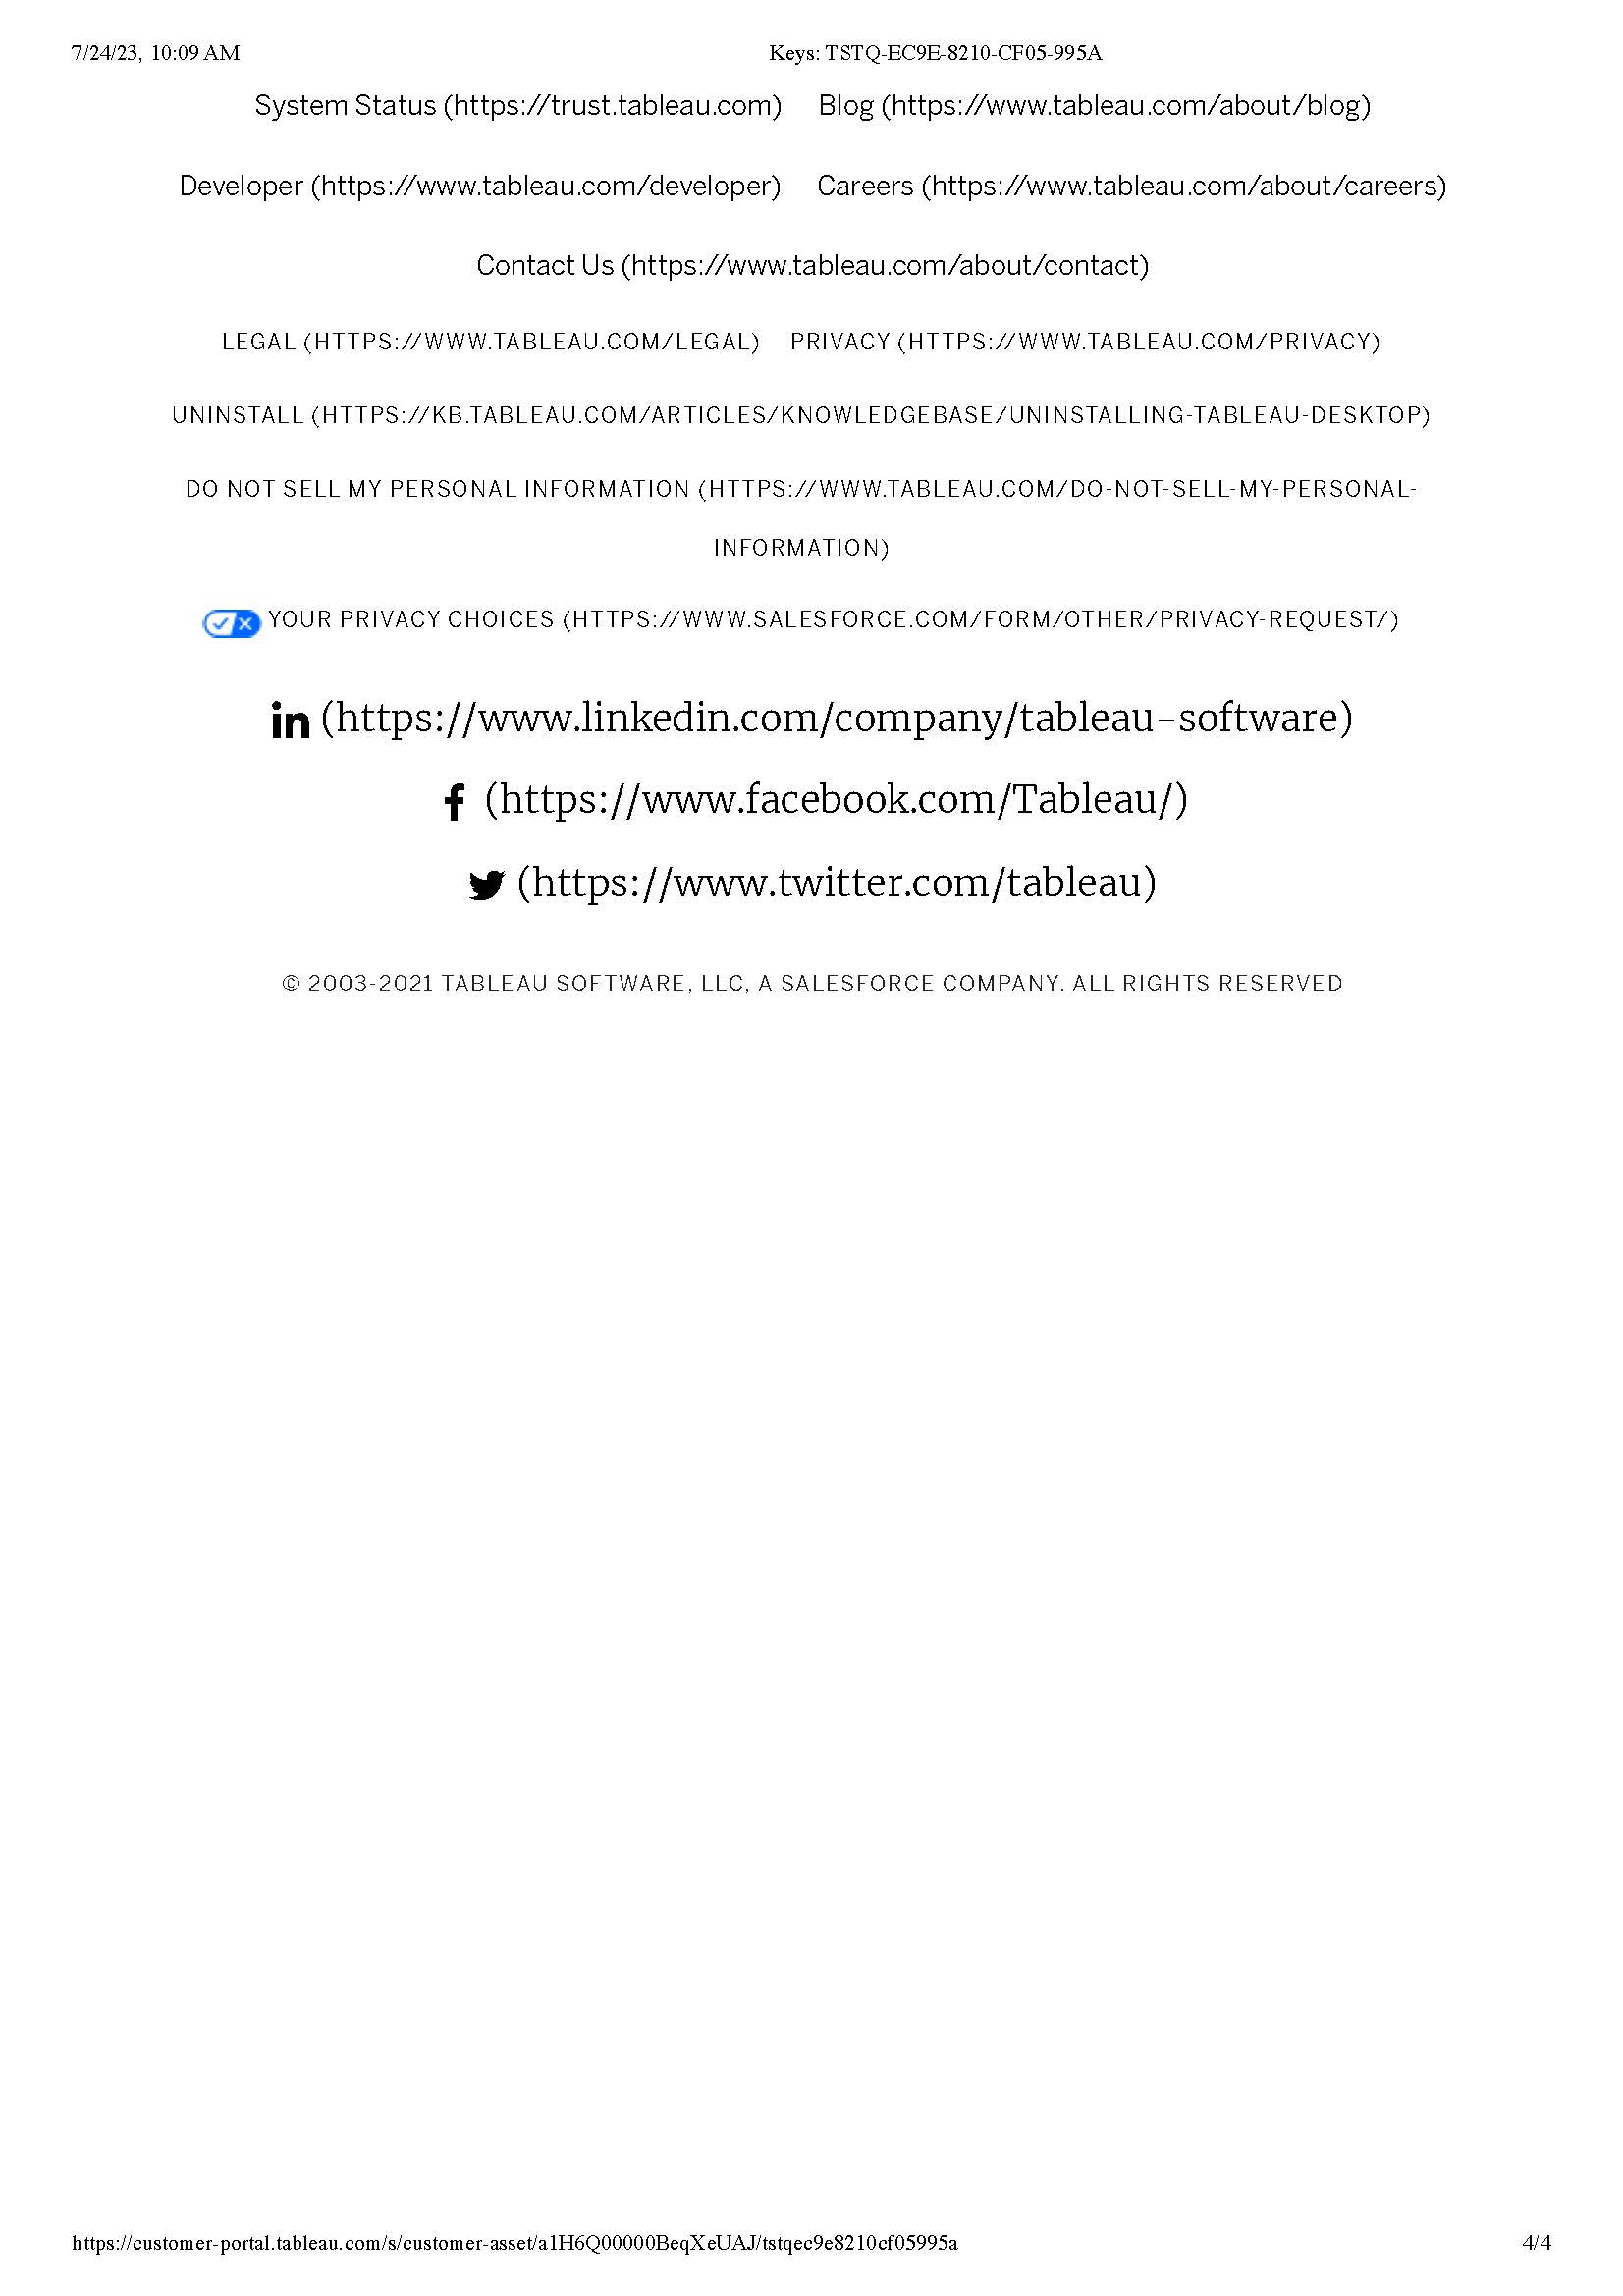 7/24/23, 10:09 AM Keys: TSTQ-EC9E-8210-CF05-995A
System Status (https://trust.tableau.com) Blog (https://www.tableau.com/about/blog)
Developer (https://www.tableau.com/developer) Careers (https://www.tableau.com/about/careers)
Contact Us (https://www.tableau.com/about/contact)
LEGAL (HTTPS://WWW.TABLEAU.COM/LEGAL) PRIVACY (HTTPS://WWW.TABLEAU.COM/PRIVACY)
UNINSTALL (HTTPS://KB.TABLEAU.COM/ARTICLES/KNOWLEDGEBASE/UNINSTALLING-TABLEAU-DESKTOP)
DO NOT SELL MY PERSONAL INFORMATION (HTTPS://WWW.TABLEAU.COM/DO-NOT-SELL-MY-PERSONAL-
INFORMATION)
YOUR PRIVACY CHOICES (HTTPS://WWW.SALESFORCE.COM/FORM/OTHER/PRIVACY-REQUEST/)
in (https://www.linkedin.com/company/tableau-software)
f (https://www.facebook.com/Tableau/)
(https://www.twitter.com/tableau)
© 2003-2021 TABLEAU SOFTWARE, LLC, A SALESFORCE COMPANY. ALL RIGHTS RESERVED
https://customer-portal.tableau.com/s/customer-asset/a1H6Q00000BeqXeUAJ/tstqec9e8210cf05995a 4/4